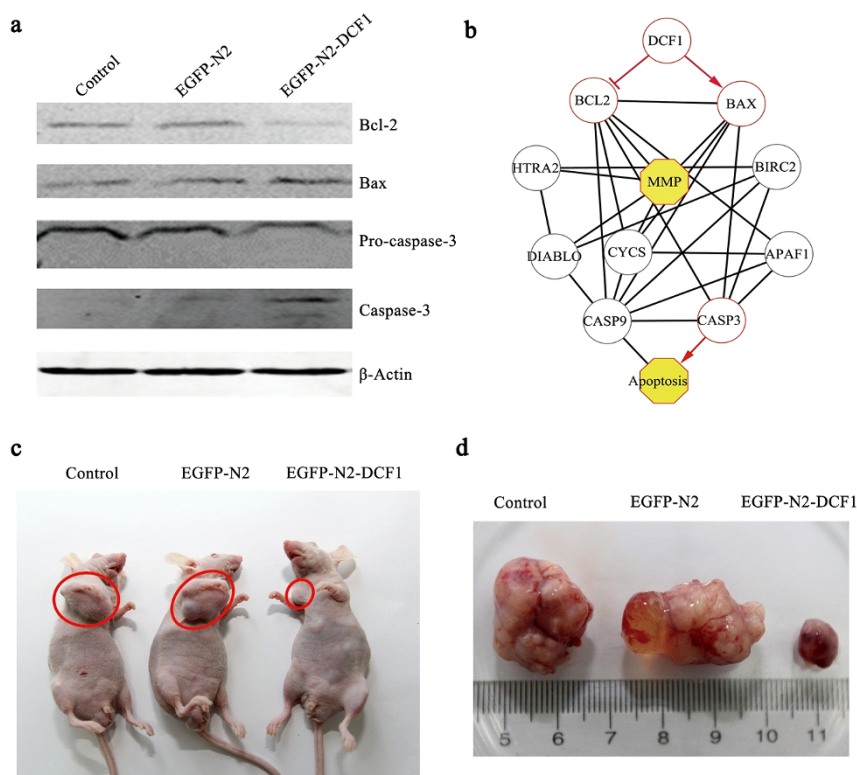 a
Control
EGFP-N2
EGFP-N2-DCF1
Bcl-2
Bax
Pro-caspase-3
Caspase-3
β-Actin
b
DCF1
BCL2
BAX
HTRA2
BIRC2
MMP
DIABLO
CYCS
APAF1
CASP9
CASP3
Apoptosis
c
Control EGFP-N2 EGFP-N2-DCF1
d
Control EGFP-N2 EGFP-N2-DCF1
5 6 7 8 9 10 11